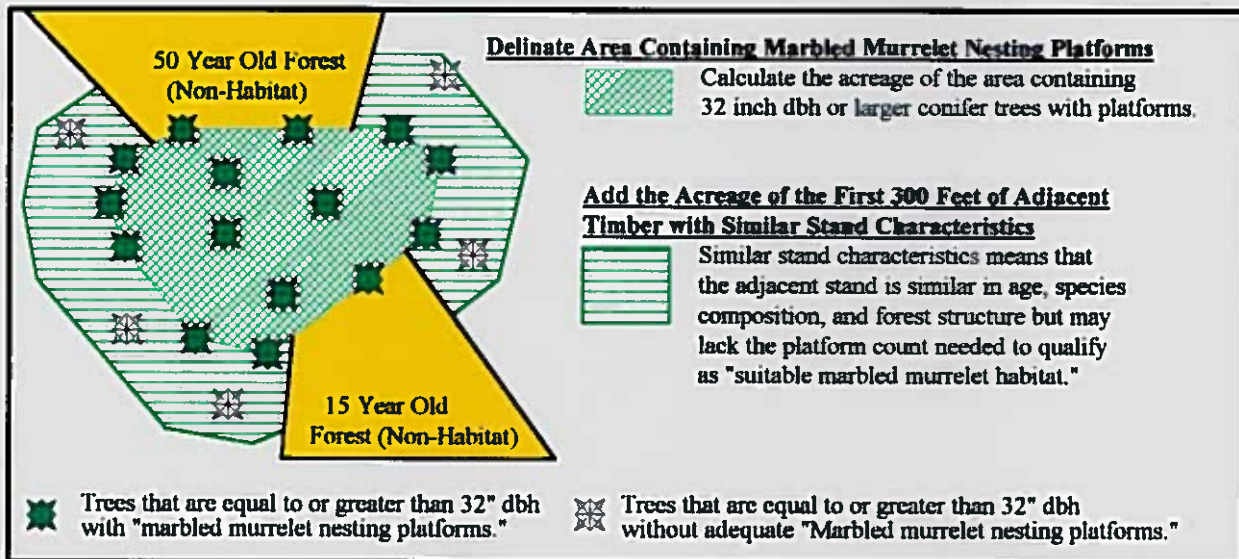 50 Year Old Forest
(Non-Habitat)
Delinate Area Containing Marbled Murrelet Nesting Platforms
Calculate the acreage of the area containing
32 inch dbh or larger conifer trees with platforms.
Add the Acreage of the First 300 Feet of Adjacent
Timber with Similar Stand Characteristics
Similar stand characteristics means that
the adjacent stand is similar in age, species
composition, and forest structure but may
lack the platform count needed to qualify
as "suitable marbled murrelet habitat."
15 Year Old
Forest (Non-Habitat)
Trees that are equal to or greater than 32" dbh
with "marbled murrelet nesting platforms."
Trees that are equal to or greater than 32" dbh
without adequate "Marbled murrelet nesting platforms."